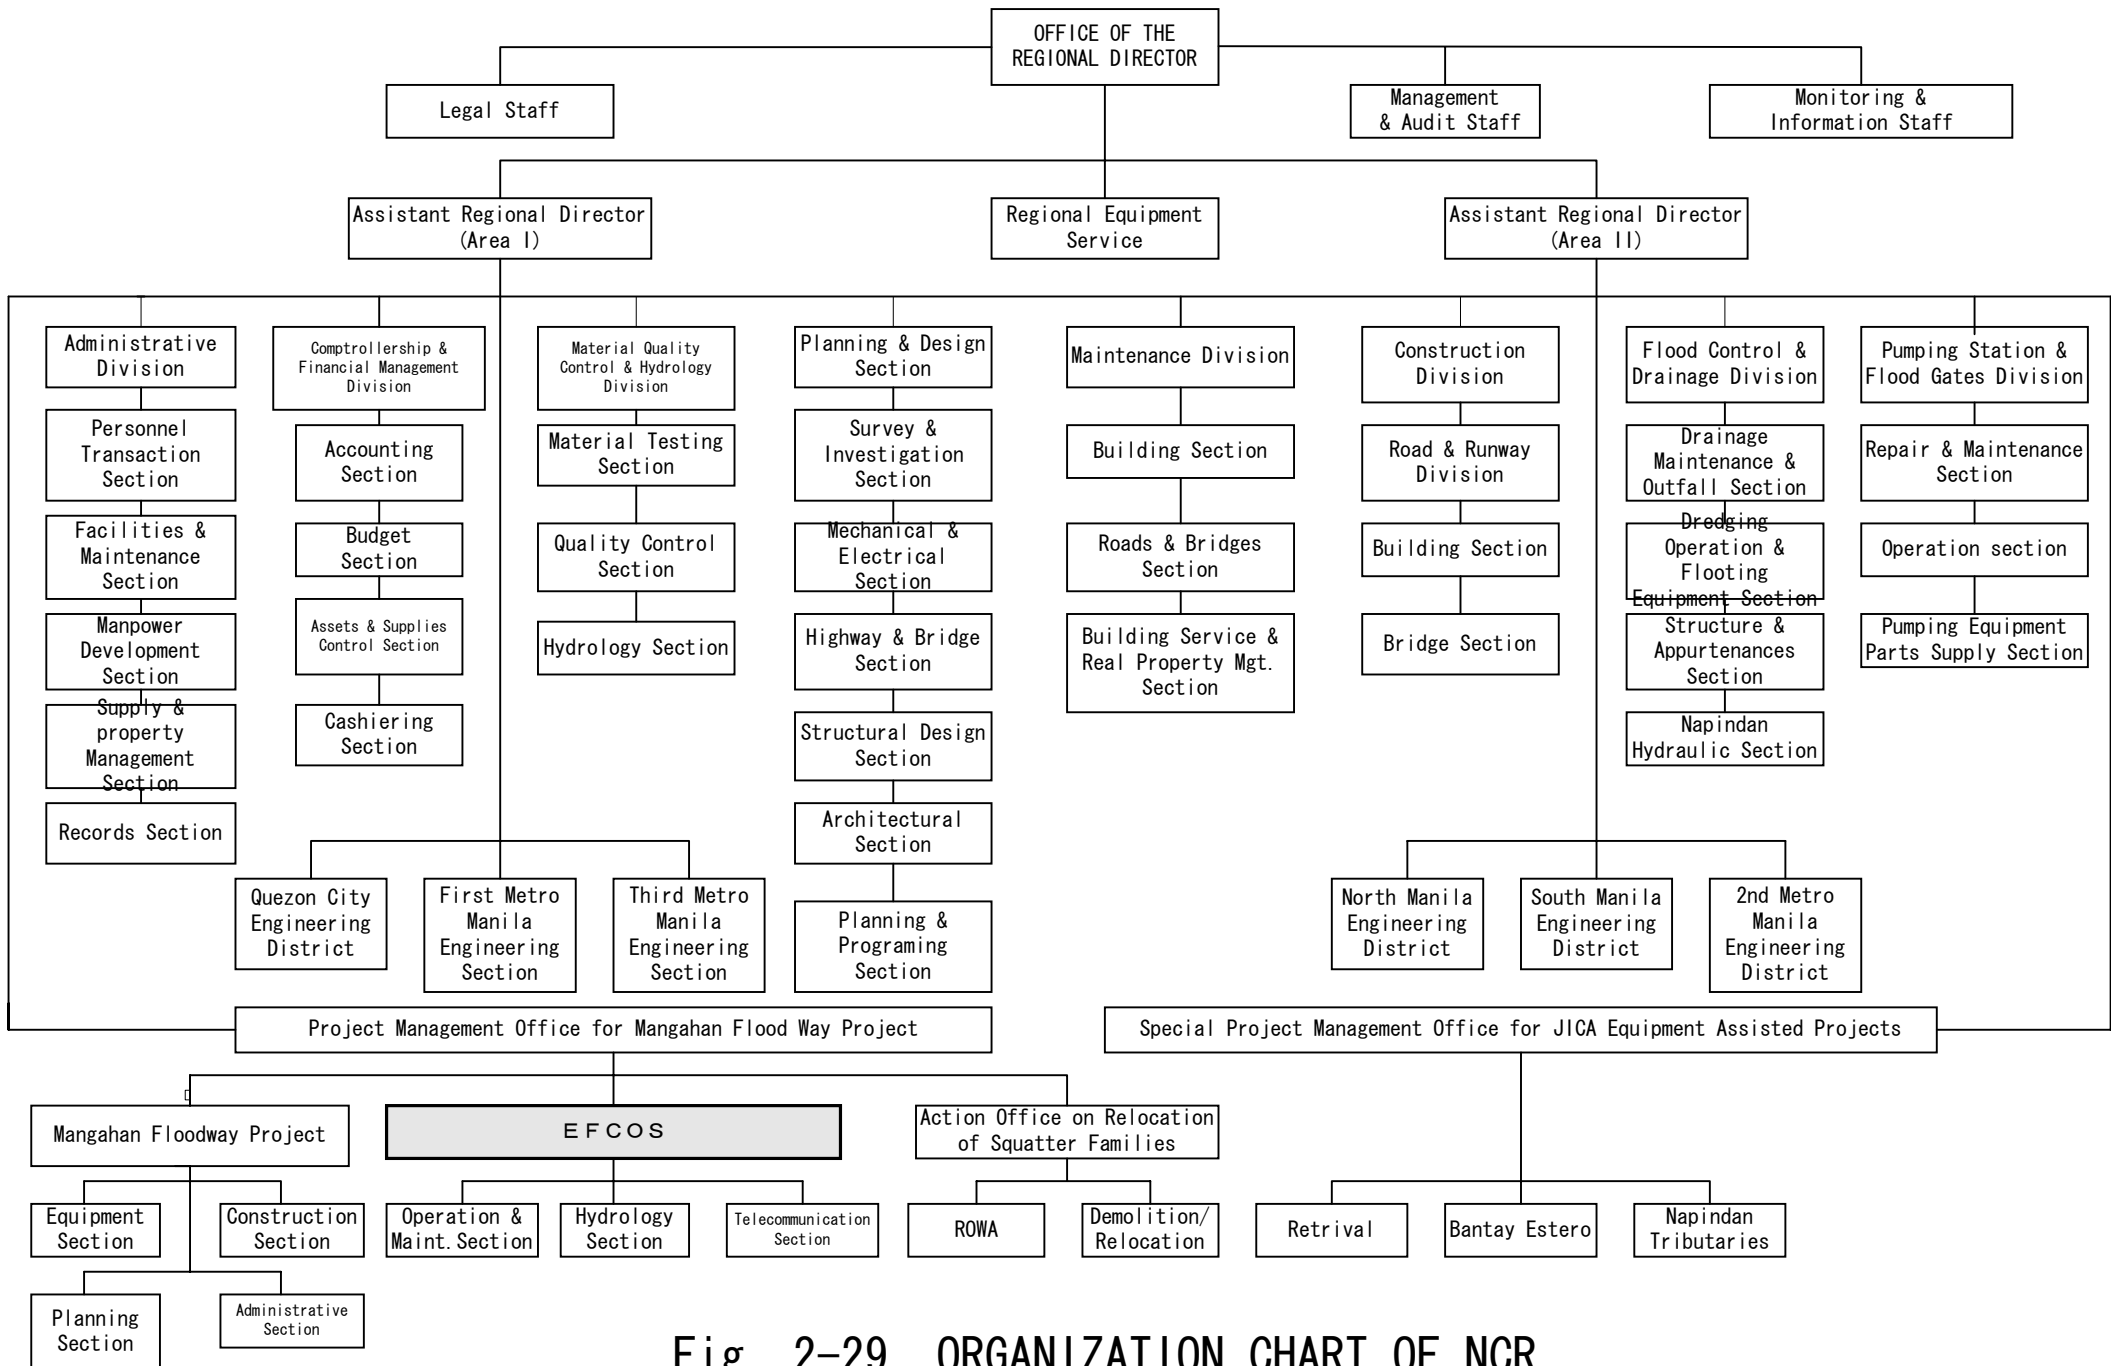 OFFICE OF THE
REGIONAL DIRECTOR
Legal Staff
Management
& Audit Staff
Monitoring &
Information Staff
Assistant Regional Director
(Area I)
Regional Equipment
Service
Assistant Regional Director
(Area II)
Administrative
Division
Comptrollership &
Financial Management
Division
Material Quality
Control & Hydrology
Division
Planning & Design
Section
Maintenance Division
Construction
Division
Flood Control &
Drainage Division
Pumping Station &
Flood Gates Division
Personnel
Transaction
Section
Accounting
Section
Material Testing
Section
Survey &
Investigation
Section
Building Section
Road & Runway
Division
Drainage
Maintenance &
Outfall Section
Repair & Maintenance
Section
Facilities &
Maintenance
Section
Budget
Section
Quality Control
Section
Mechanical &
Electrical
Section
Roads & Bridges
Section
Building Section
Dredging
Operation &
Flooting
Equipment Section
Operation section
Manpower
Development
Section
Assets & Supplies
Control Section
Hydrology Section
Highway & Bridge
Section
Building Service &
Real Property Mgt.
Section
Bridge Section
Structure &
Appurtenances
Section
Pumping Equipment
Parts Supply Section
Supply &
property
Management
Section
Cashiering
Section
Structural Design
Section
Napindan
Hydraulic Section
Records Section
Architectural
Section
Quezon City
Engineering
District
First Metro
Manila
Engineering
Section
Third Metro
Manila
Engineering
Section
Planning &
Programing
Section
North Manila
Engineering
District
South Manila
Engineering
District
2nd Metro
Manila
Engineering
District
Project Management Office for Mangahan Flood Way Project
Special Project Management Office for JICA Equipment Assisted Projects
Mangahan Floodway Project
EFCOS
Action Office on Relocation
of Squatter Families
Equipment
Section
Construction
Section
Operation &
Maint.Section
Hydrology
Section
Telecommunication
Section
ROWA
Demolition/
Relocation
Retrival
Bantay Estero
Napindan
Tributaries
Planning
Section
Administrative
Section
Fig. 2-29 ORGANIZATION CHART OF NCR